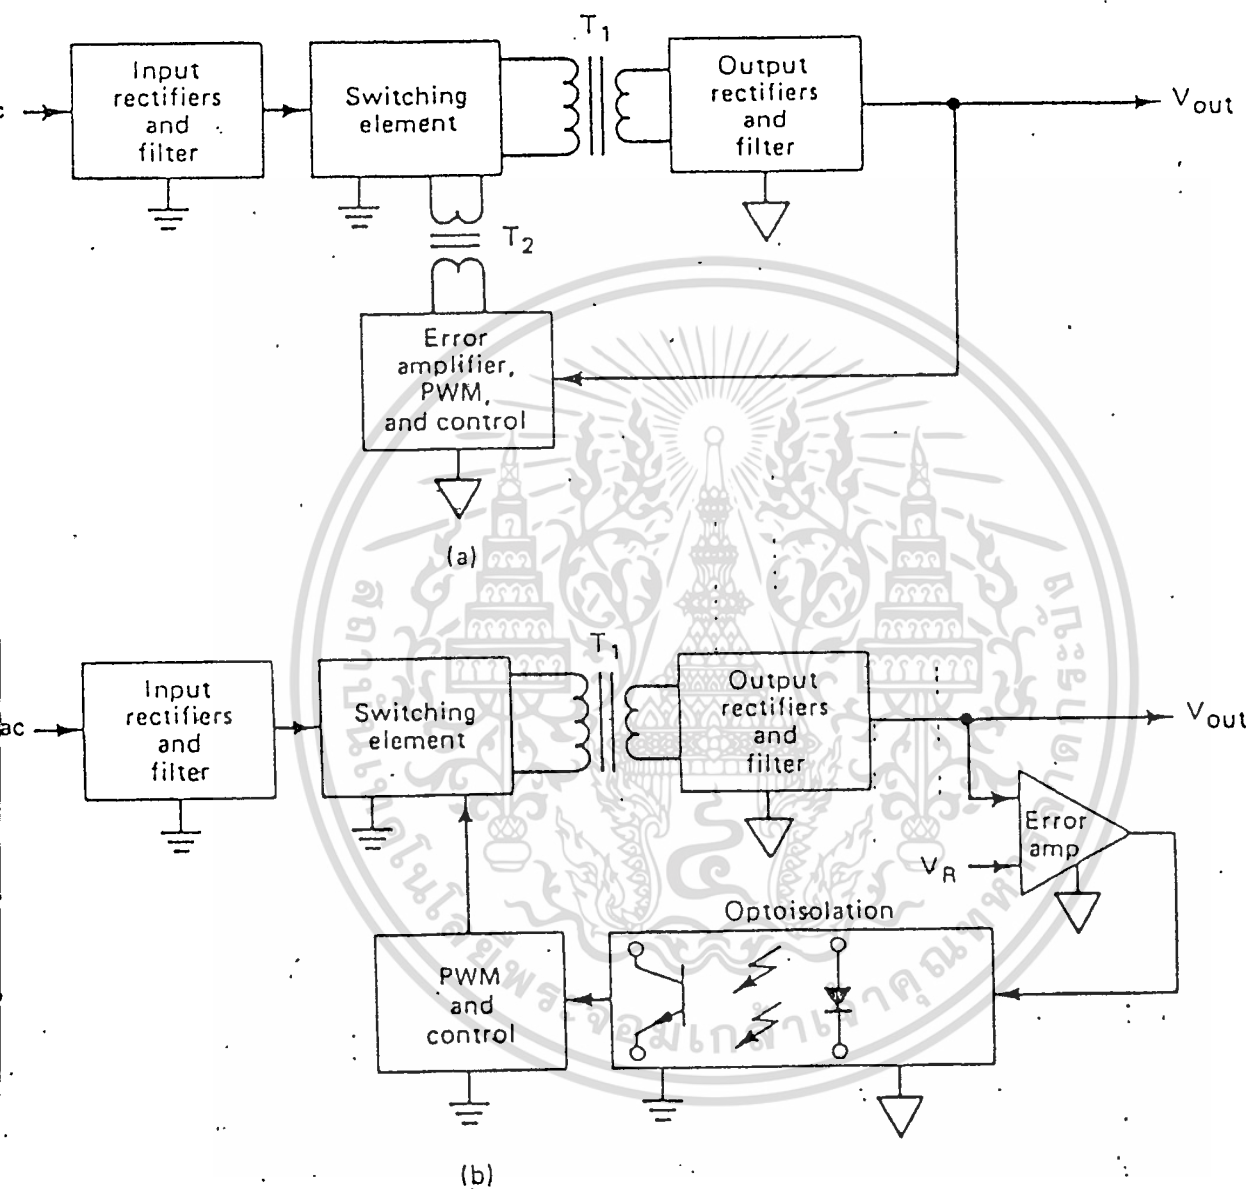 T1
Input
rectifiers
and
filter
Switching
element
Output
rectifiers
and
filter
Vout
T2
Error
amplifier,
PWM,
and control
(a)
T1
ac
Input
rectifiers
and
filter
Switching
element
Output
rectifiers
and
filter
Vout
Error
amp
VR
Optoisolation
PWM
and
control
(b)